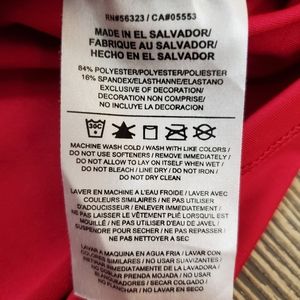 RN#56323 / CA#05553
MADE IN EL SALVADOR/
FABRIQUE AU SALVADOR/
HECHO EN EL SALVADOR
84% POLYESTER/POLYESTER/POLIESTER
16% SPANDEX/ELASTHANNE/ELASTANO
EXCLUSIVE OF DECORATION/
DECORATION NON COMPRISE/
NO INCLUYE LA DECORACION
30C
MACHINE WASH COLD / WASH WITH LIKE COLORS /
DO NOT USE SOFTENERS / REMOVE IMMEDIATELY /
DO NOT ALLOW TO LAY ON ITSELF WHEN WET /
DO NOT BLEACH / LINE DRY / DO NOT IRON /
DO NOT DRY CLEAN
LAVER EN MACHINE A L'EAU FROIDE / LAVER AVEC
COULEURS SIMILAIRES / NE PAS UTILISER
D'ADOUCISSEUR / ENLEVER IMMEDIATEMENT /
NE PAS LAISSER LE VÊTEMENT PLIÉ LORSQU'IL EST
MOUILLÉ / NE PAS UTILISER D'EAU DE JAVEL /
SUSPENDRE POUR SECHER / NE PAS REPASSER /
NE PAS NETTOYER A SEC
LAVAR A MAQUINA EN AGUA FRIA / LAVAR CON
COLORES SIMILARES / NO USAR SUAVIZANTES /
RETIRAR INMEDIATAMENTE DE LA LAVADORA /
NO DOBLAR PRENDA MOJADA / NO USAR
BLANQUEADORES / SECAR COLGADO /
NO PLANCHAR / NO LAVAR EN SECO